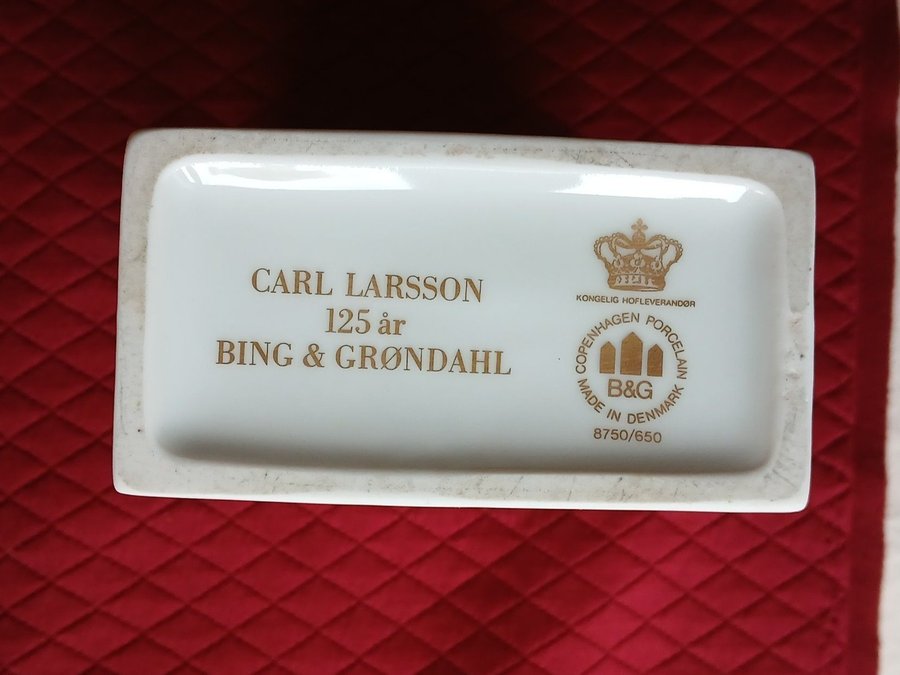 CARL LARSSON
125 år
BING & GRØNDAHL
KONGELIG HOFLEVERANDØR
COPENHAGEN PORCELAIN
B&G
MADE IN DENMARK
8750/650